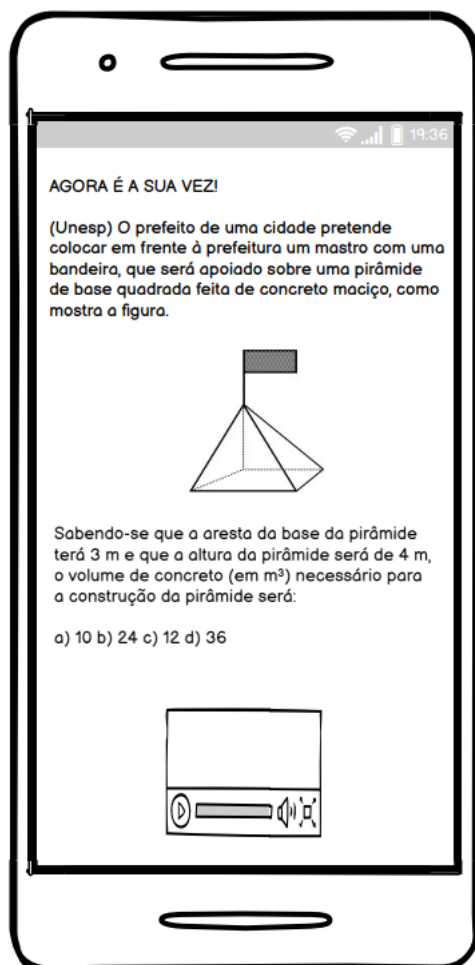 19:36
AGORA É A SUA VEZ!
(Unesp) O prefeito de uma cidade pretende
colocar em frente à prefeitura um mastro com uma
bandeira, que será apoiado sobre uma pirâmide
de base quadrada feita de concreto maciço, como
mostra a figura.
Sabendo-se que a aresta da base da pirâmide
terá 3 m e que a altura da pirâmide será de 4 m,
o volume de concreto (em m³) necessário para
a construção da pirâmide será:
a) 10 b) 24 c) 12 d) 36